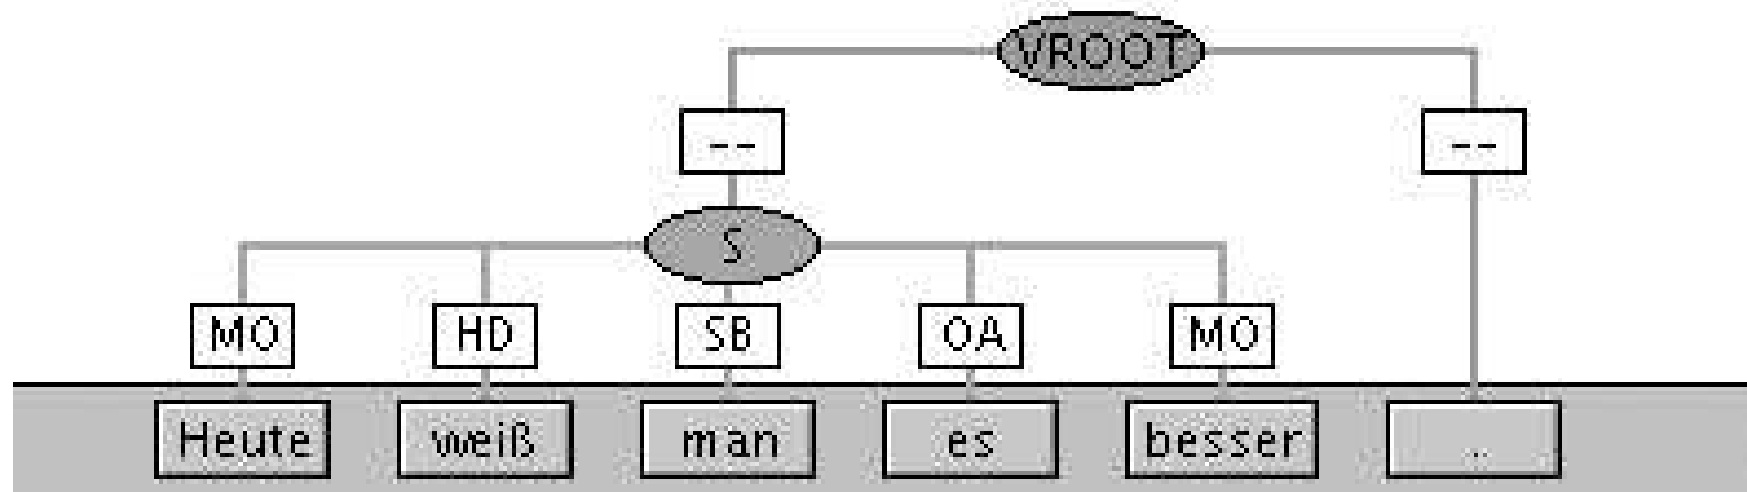 VROOT
-- --
S
MO HD SB OA MO
Heute weiß man es besser .